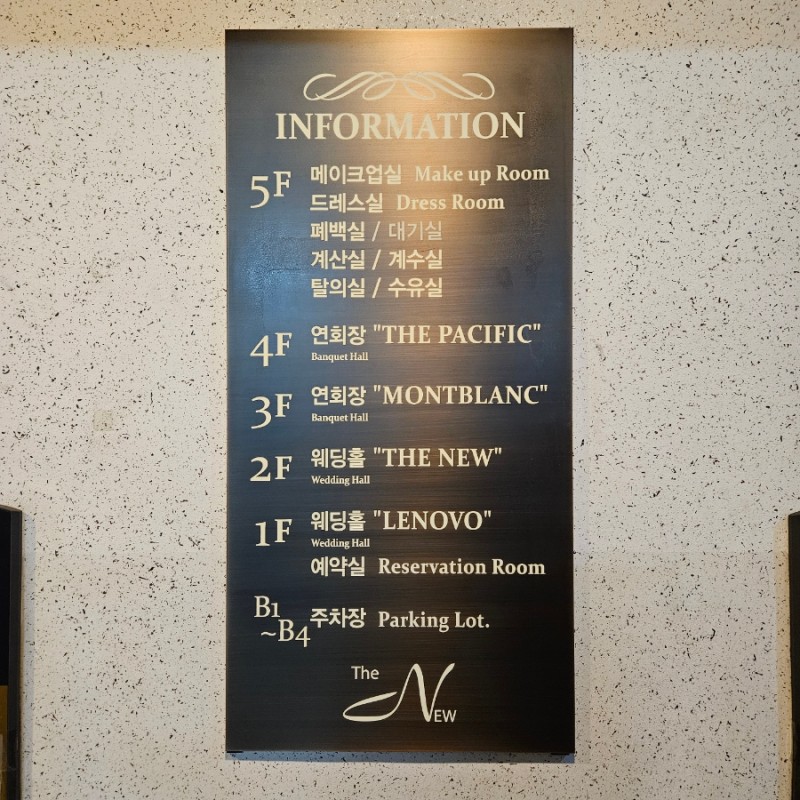 INFORMATION
5F 메이크업실 Make up Room
드레스실 Dress Room
폐백실 / 대기실
계산실 / 계수실
탈의실 / 수유실
4F 연회장 "THE PACIFIC"
Banquet Hall
3F 연회장 "MONTBLANC"
Banquet Hall
2F 웨딩홀 "THE NEW"
Wedding Hall
1F 웨딩홀 "LENOVO"
Wedding Hall
예약실 Reservation Room
B1
~B4 주차장 Parking Lot.
The
NEW